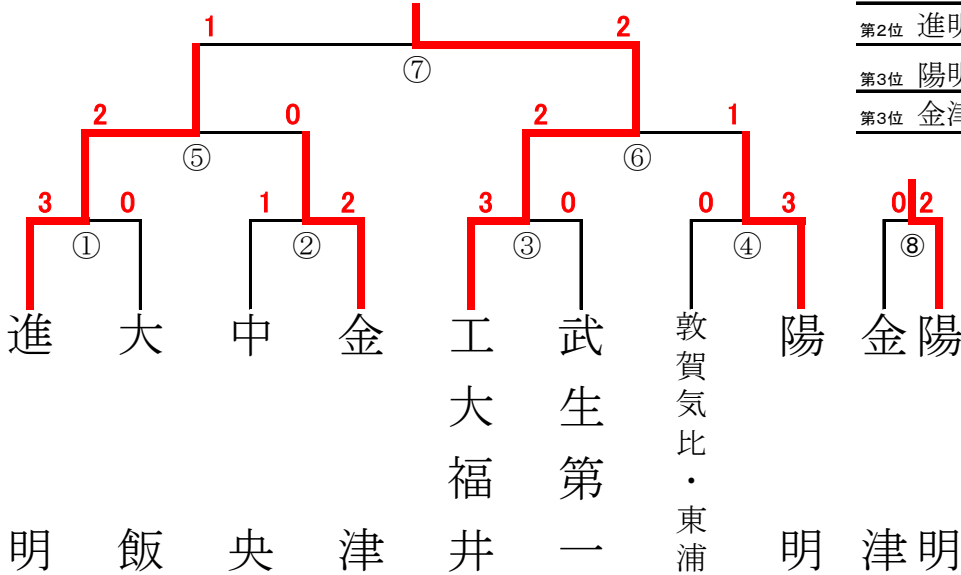 1 2
⑦
第2位 進明
第3位 陽明
第3位 金津
2 0 2 1
⑤ ⑥
3 0 1 2 3 0 0 3 0 2
① ② ③ ④ ⑧
進明
大飯
中央
金津
工大福井
武生第一
敦賀気比・東浦
陽明
金津
陽明